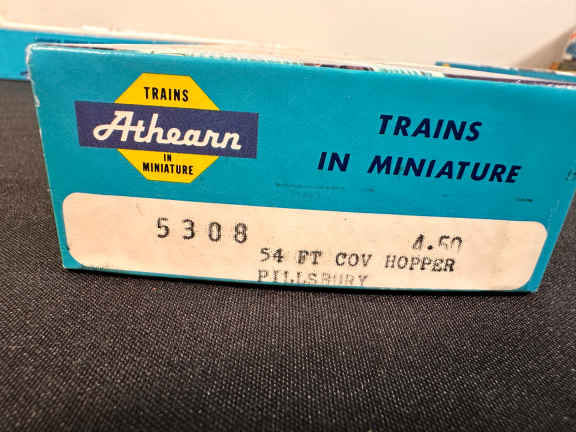 TRAINS
Athearn
IN
MINIATURE
TRAINS
IN MINIATURE
5308
4.50
54 FT COV HOPPER
PILLSBURY